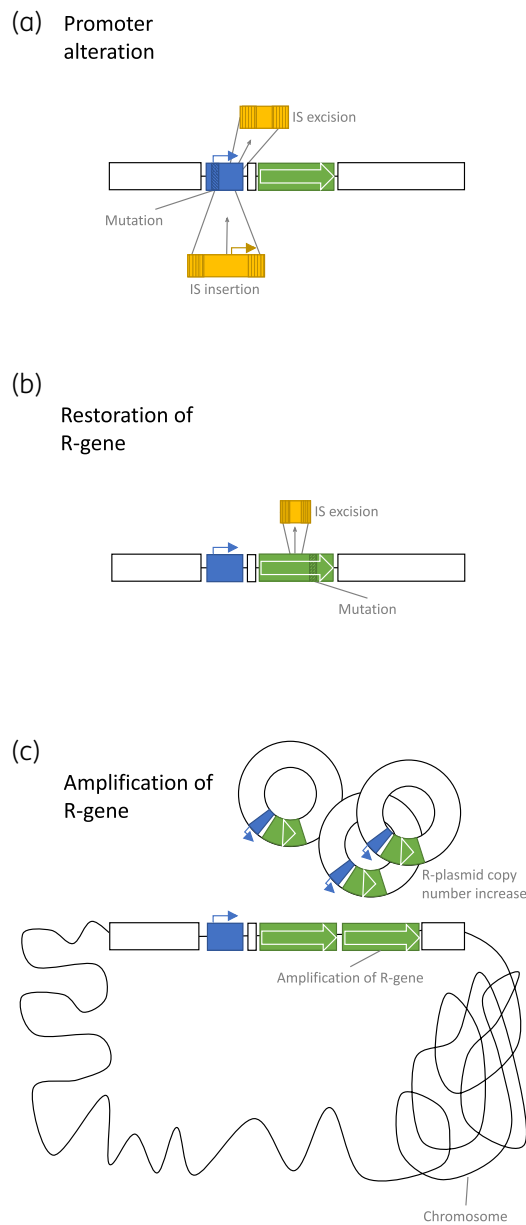 (a)
Promoter
alteration
IS excision
Mutation
IS insertion
(b)
Restoration of
R-gene
IS excision
Mutation
(c)
Amplification of
R-gene
R-plasmid copy
number increase
Amplification of R-gene
Chromosome